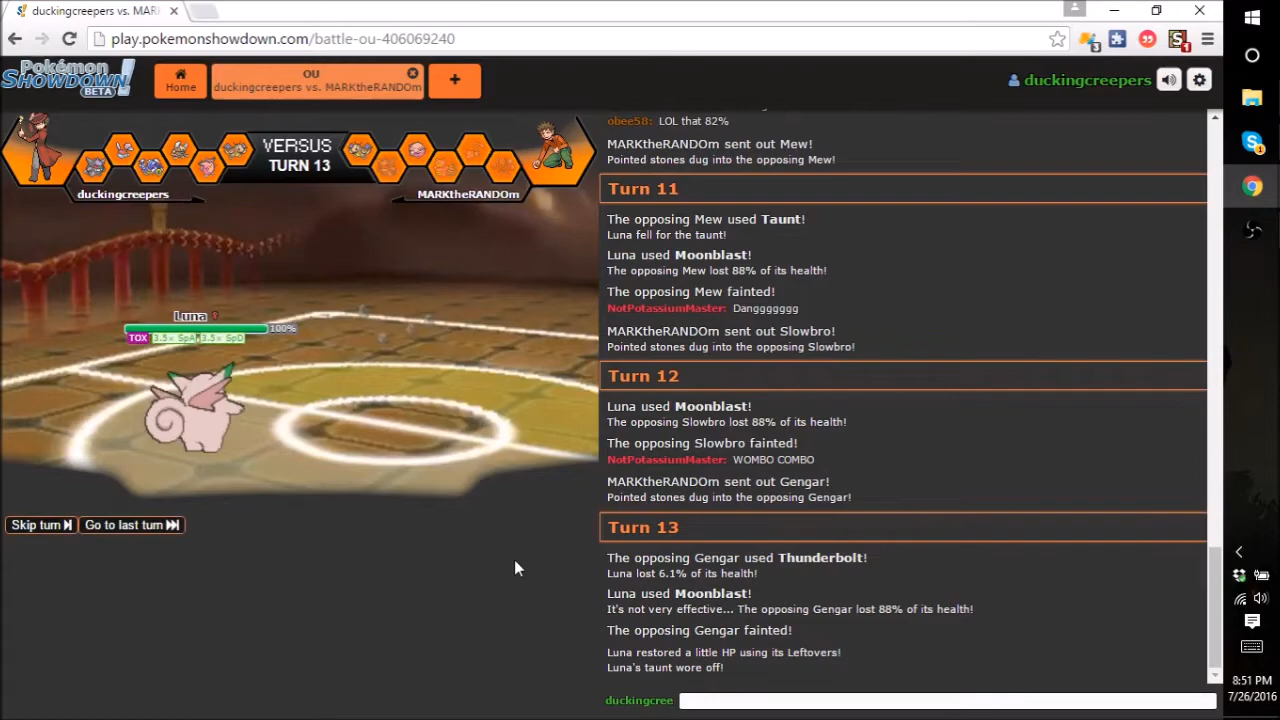 duckingcreepers vs. MAR
play.pokemonshowdown.com/battle-ou-406069240
3
1
Pokémon
SHOWDOWN!
BETA
Home
OU
duckingcreepers vs. MARKtheRANDOm
+
duckingcreepers
VERSUS
TURN 13
duckingcreepers
MARKtheRANDOm
Luna
100%
TOX 3.5× SpA 3.5× SpD
Skip turn
Go to last turn
obee58: LOL that 82%
MARKtheRANDOm sent out Mew!
Pointed stones dug into the opposing Mew!
Turn 11
The opposing Mew used Taunt!
Luna fell for the taunt!
Luna used Moonblast!
The opposing Mew lost 88% of its health!
The opposing Mew fainted!
NotPotassiumMaster: Danggggggg
MARKtheRANDOm sent out Slowbro!
Pointed stones dug into the opposing Slowbro!
Turn 12
Luna used Moonblast!
The opposing Slowbro lost 88% of its health!
The opposing Slowbro fainted!
NotPotassiumMaster: WOMBO COMBO
MARKtheRANDOm sent out Gengar!
Pointed stones dug into the opposing Gengar!
Turn 13
The opposing Gengar used Thunderbolt!
Luna lost 6.1% of its health!
Luna used Moonblast!
It's not very effective... The opposing Gengar lost 88% of its health!
The opposing Gengar fainted!
Luna restored a little HP using its Leftovers!
Luna's taunt wore off!
duckingcree
8:51 PM
7/26/2016